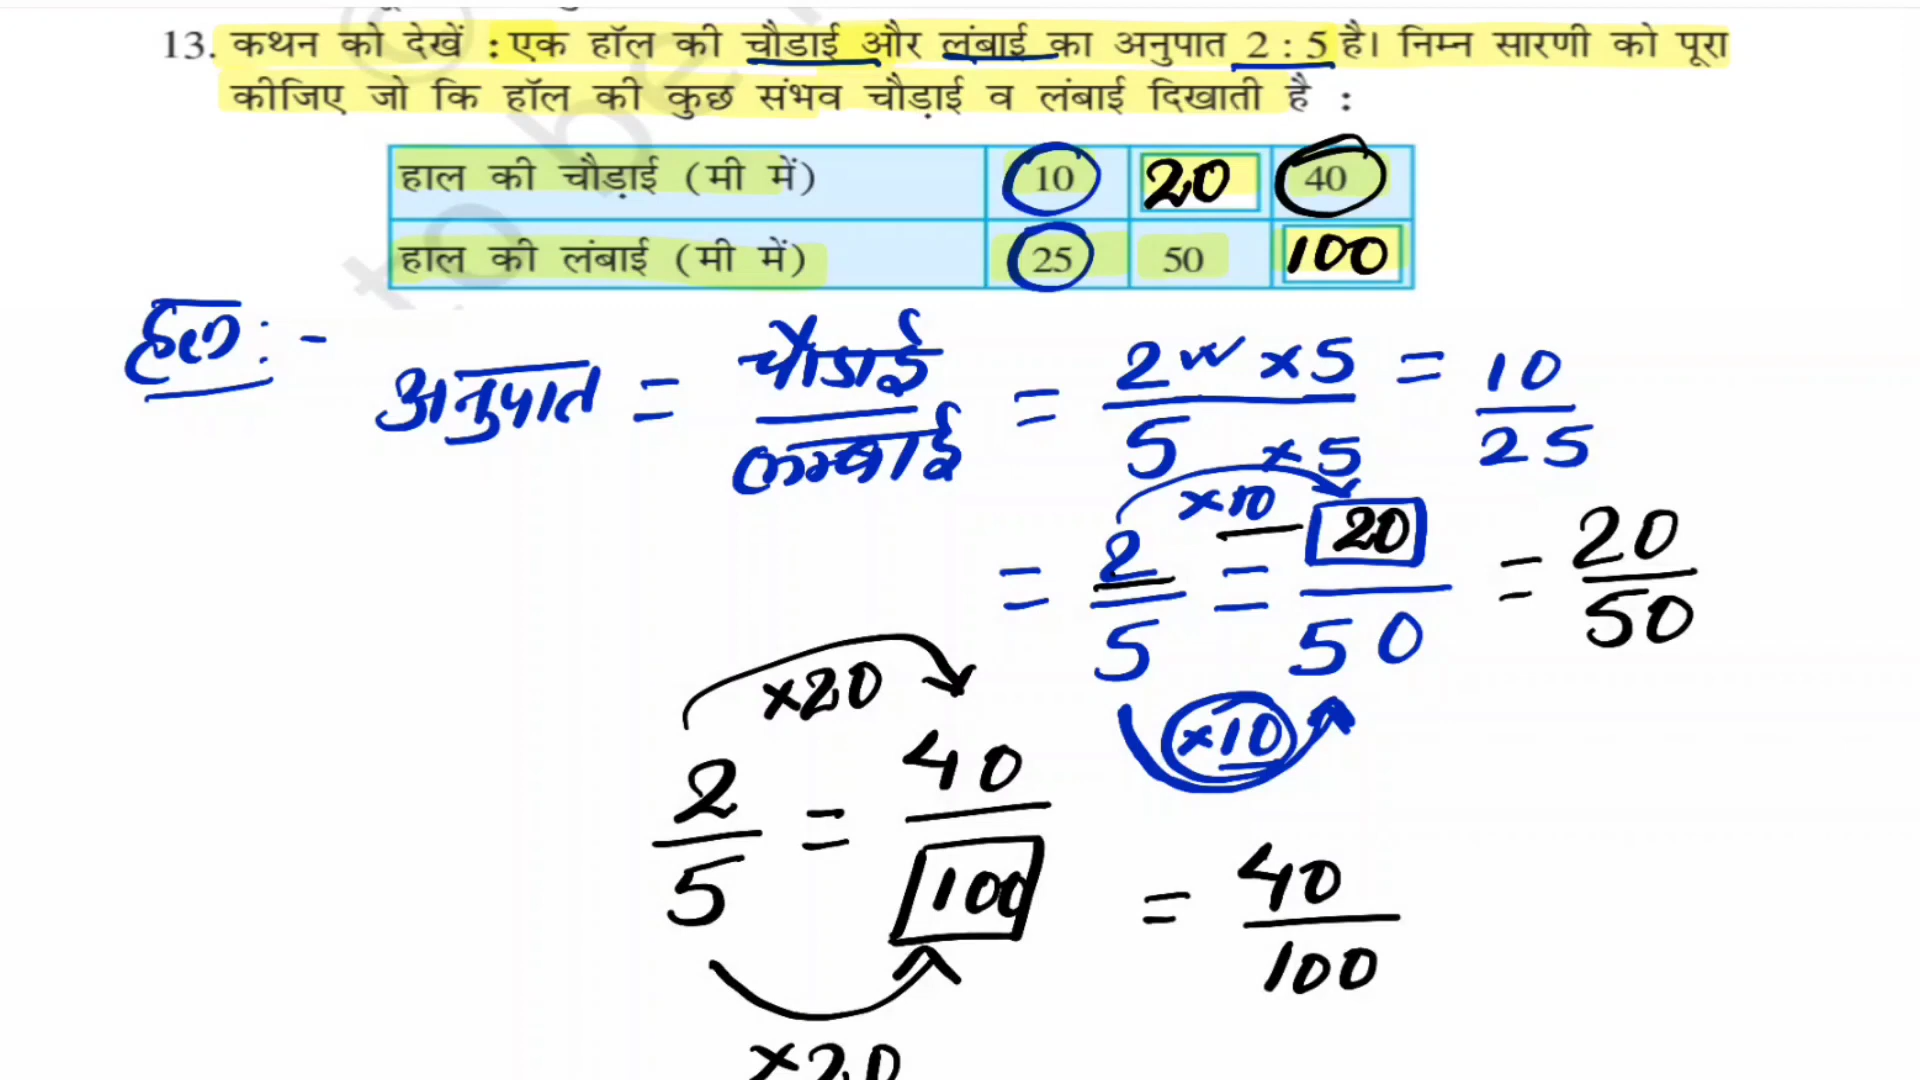 13. कथन को देखें : एक हॉल की चौडाई और लंबाई का अनुपात 2 : 5 है। निम्न सारणी को पूरा
कीजिए जो कि हॉल की कुछ संभव चौड़ाई व लंबाई दिखाती है :
हाल की चौड़ाई (मी में) 10 20 40
हाल की लंबाई (मी में) 25 50 100
हल :-
अनुपात = चौडाई / लम्बाई = 2 × 5 / 5 × 5 = 10 / 25
×10
= 2 / 5 = 20 / 50 = 20 / 50
×10
×20
2 / 5 = 40 / 100 = 40 / 100
×20